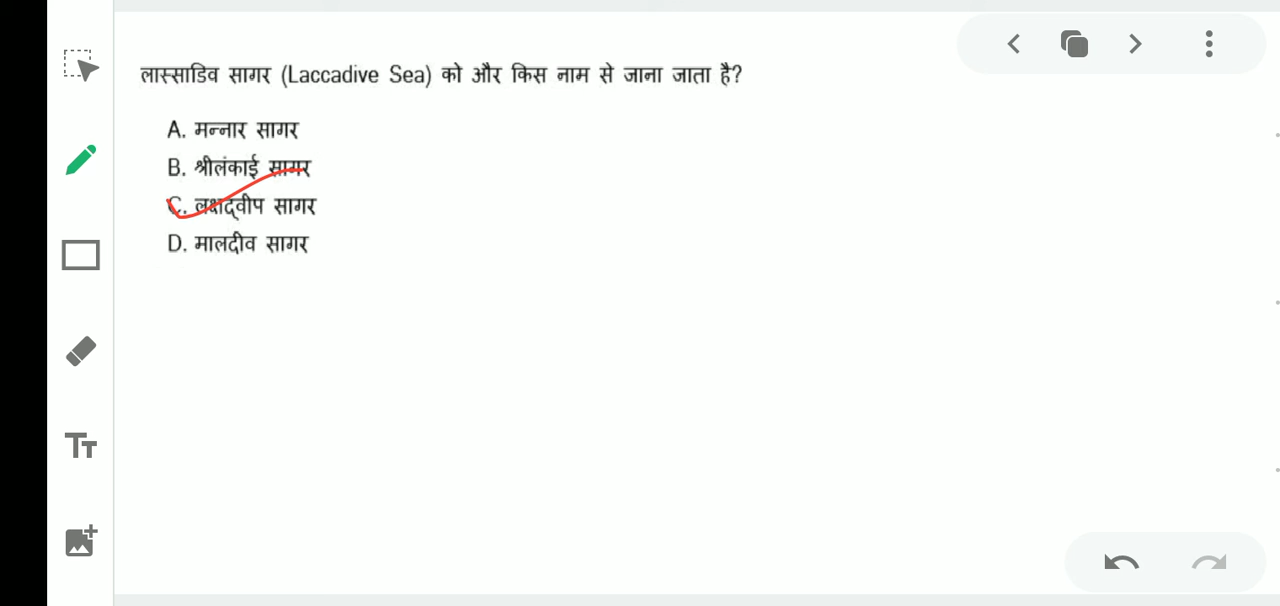 लास्साडिव सागर (Laccadive Sea) को और किस नाम से जाना जाता है?
A. मन्नार सागर
B. श्रीलंकाई सागर
C. लक्षद्वीप सागर
D. मालदीव सागर